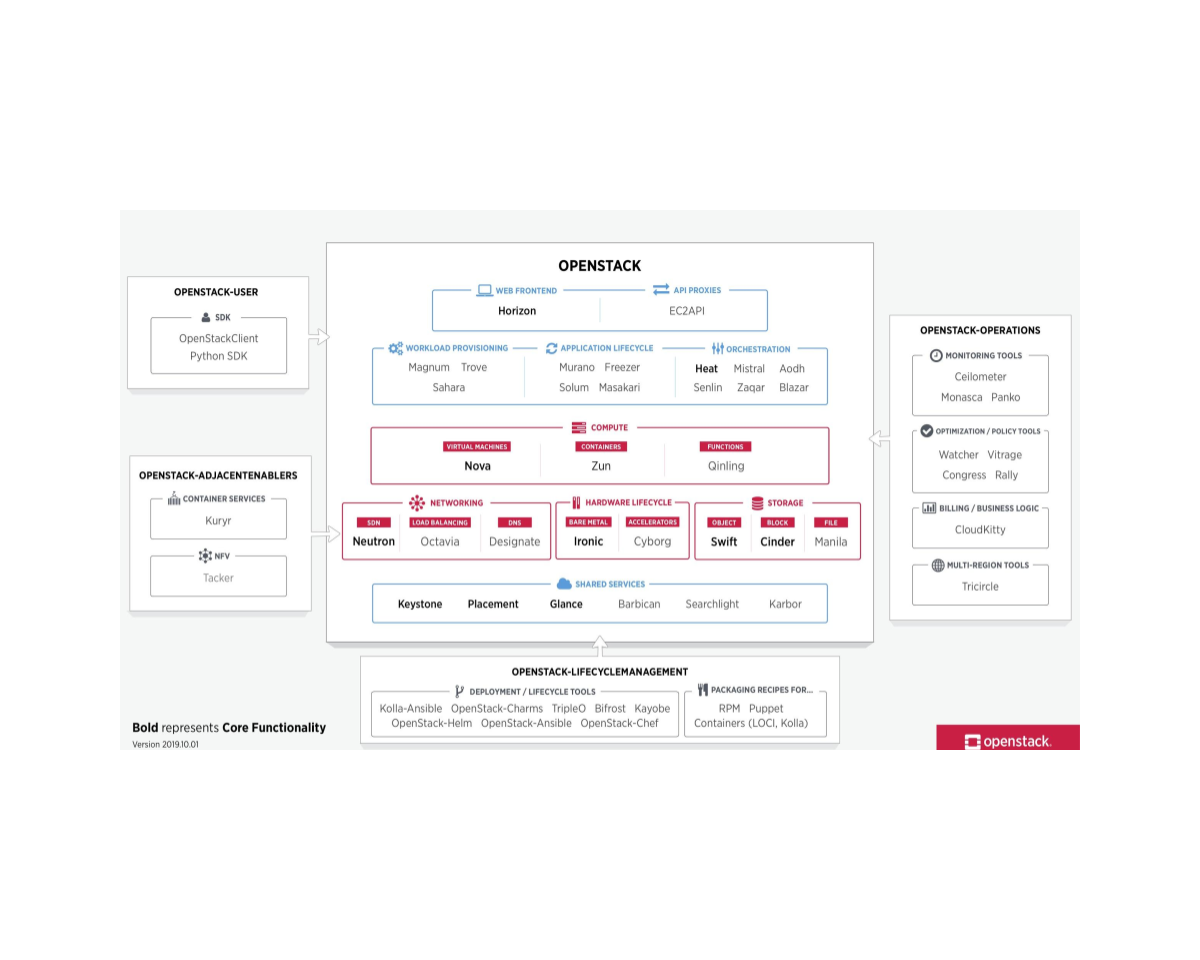 OPENSTACK
WEB FRONTEND
Horizon
API PROXIES
EC2API
WORKLOAD PROVISIONING
Magnum Trove
Sahara
APPLICATION LIFECYCLE
Murano Freezer
Solum Masakari
ORCHESTRATION
Heat Mistral Aodh
Senlin Zaqar Blazar
COMPUTE
VIRTUAL MACHINES
Nova
CONTAINERS
Zun
FUNCTIONS
Qinling
NETWORKING
SDN
Neutron
LOAD BALANCING
Octavia
DNS
Designate
HARDWARE LIFECYCLE
BARE METAL
Ironic
ACCELERATORS
Cyborg
STORAGE
OBJECT
Swift
BLOCK
Cinder
FILE
Manila
SHARED SERVICES
Keystone Placement Glance Barbican Searchlight Karbor
OPENSTACK-USER
SDK
OpenStackClient
Python SDK
OPENSTACK-ADJACENTENABLERS
CONTAINER SERVICES
Kuryr
NFV
Tacker
OPENSTACK-OPERATIONS
MONITORING TOOLS
Ceilometer
Monasca Panko
OPTIMIZATION / POLICY TOOLS
Watcher Vitrage
Congress Rally
BILLING / BUSINESS LOGIC
CloudKitty
MULTI-REGION TOOLS
Tricircle
OPENSTACK-LIFECYCLEMANAGEMENT
DEPLOYMENT / LIFECYCLE TOOLS
Kolla-Ansible OpenStack-Charms TripleO Bifrost Kayobe
OpenStack-Helm OpenStack-Ansible OpenStack-Chef
PACKAGING RECIPES FOR...
RPM Puppet
Containers (LOCI, Kolla)
Bold represents Core Functionality
Version 2019.10.01
openstack.